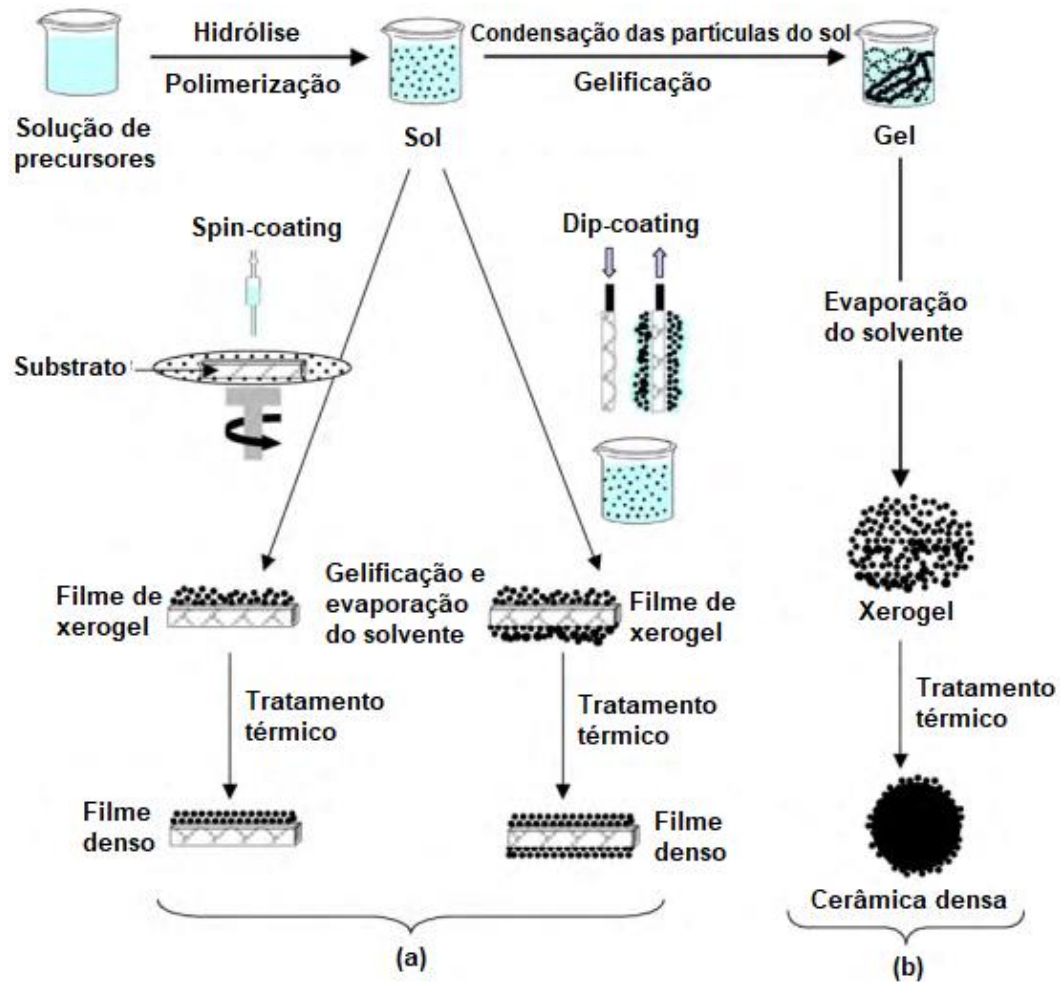 Hidrólise
Polimerização
Condensação das partículas do sol
Gelificação
Solução de
precursores
Sol
Gel
Spin-coating
Dip-coating
Evaporação
do solvente
Substrato
Filme de
xerogel
Gelificação e
evaporação
do solvente
Filme de
xerogel
Xerogel
Tratamento
térmico
Tratamento
térmico
Tratamento
térmico
Filme
denso
Filme
denso
Cerâmica densa
(a)
(b)